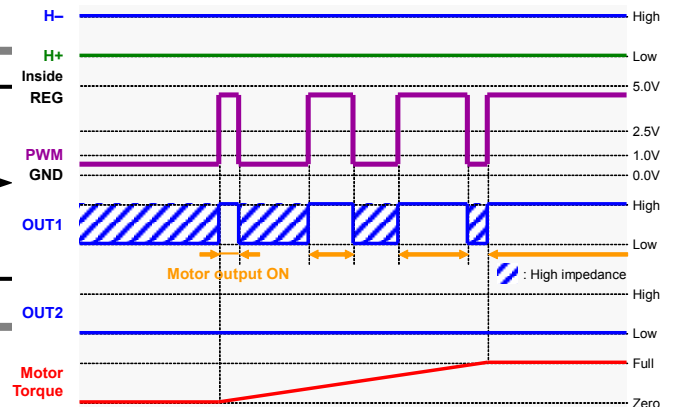 H–
High
H+
Low
Inside
REG
5.0V
2.5V
PWM
1.0V
GND
0.0V
High
OUT1
Low
Motor output ON
: High impedance
High
OUT2
Low
Full
Motor
Torque
Zero